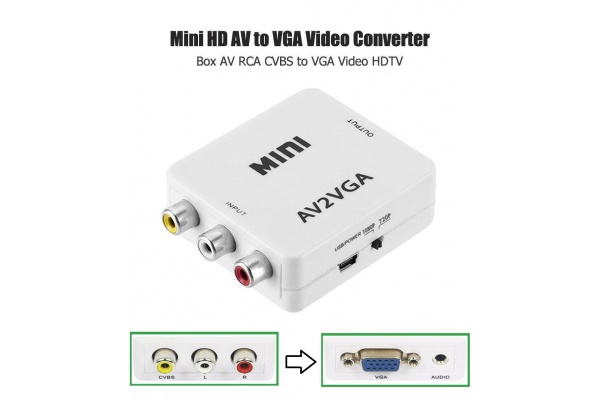 Mini HD AV to VGA Video Converter
Box AV RCA CVBS to VGA Video HDTV
OUTPUT
MINI
AV2VGA
INPUT
USB/POWER 1080P 720P
CVBS L R
VGA AUDIO